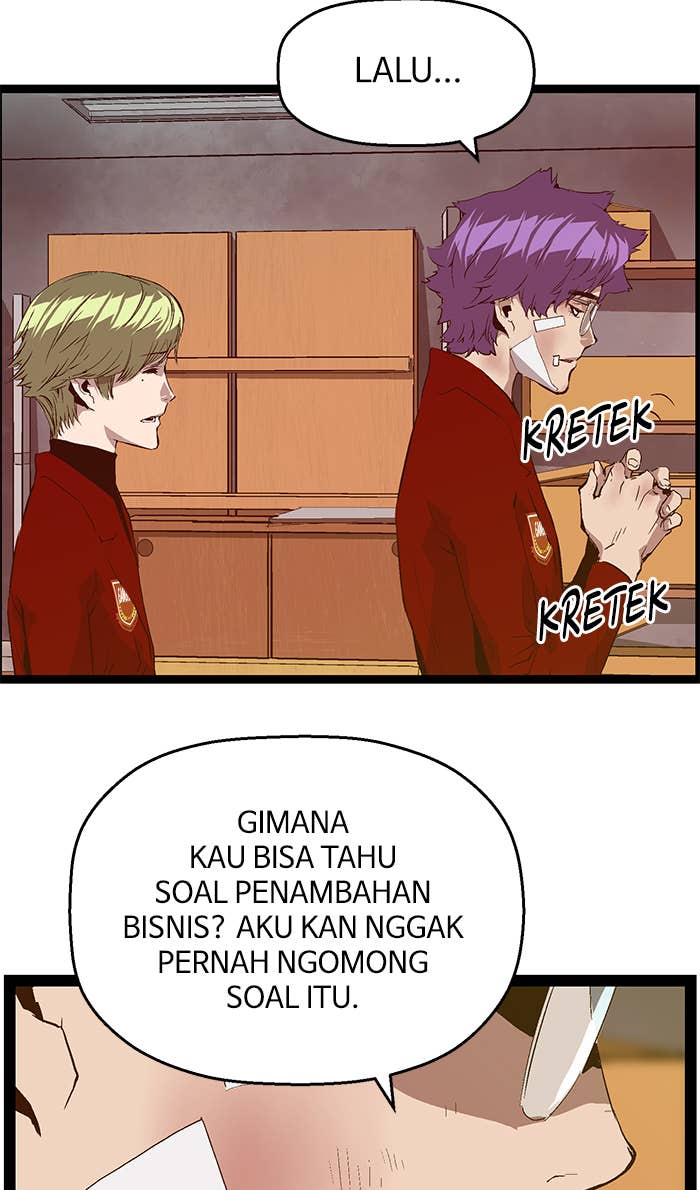 LALU...
KRETEK
KRETEK
GIMANA
KAU BISA TAHU
SOAL PENAMBAHAN
BISNIS? AKU KAN NGGAK
PERNAH NGOMONG
SOAL ITU.